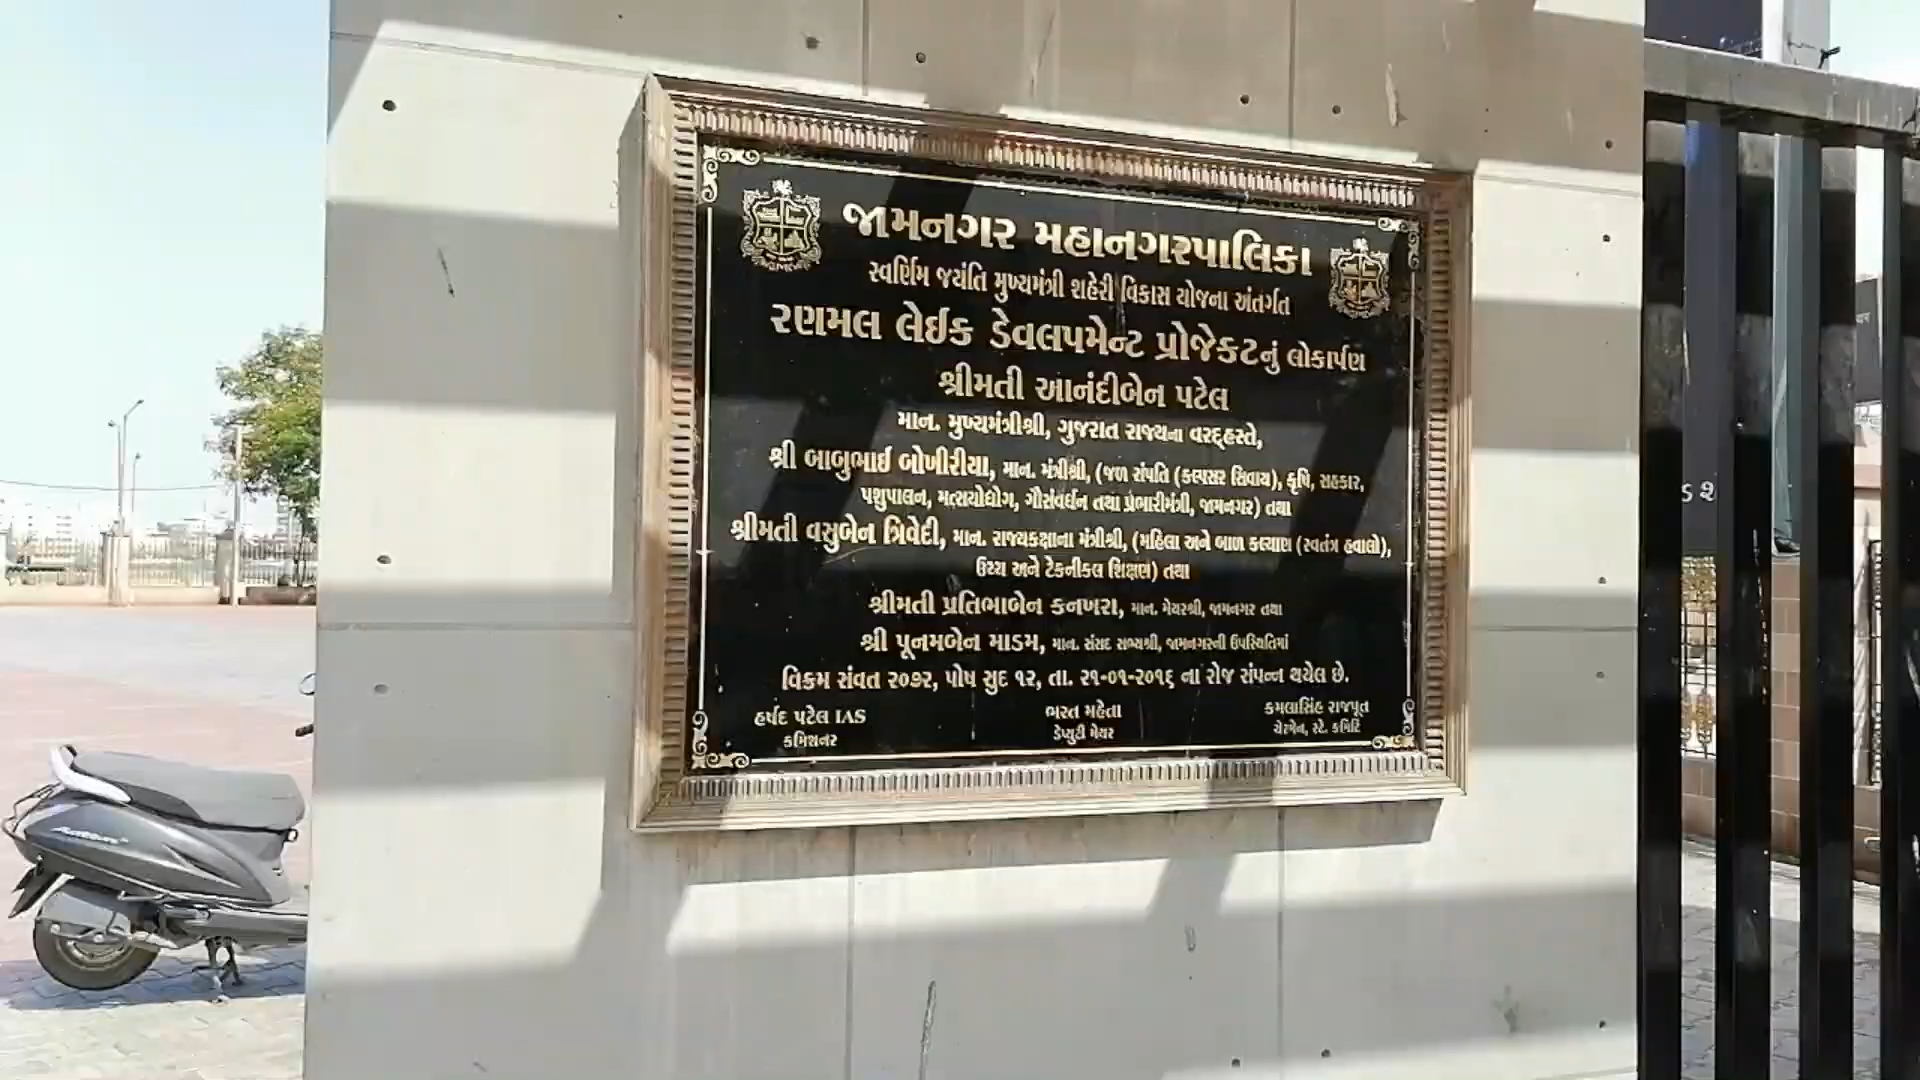 જામનગર મહાનગરપાલિકા
સ્વર્ણિમ જયંતિ મુખ્યમંત્રી શહેરી વિકાસ યોજના અંતર્ગત
રણમલ લેઈક ડેવલપમેન્ટ પ્રોજેકટનું લોકાર્પણ
શ્રીમતી આનંદીબેન પટેલ
માન. મુખ્યમંત્રીશ્રી, ગુજરાત રાજ્યના વરદ્હસ્તે,
શ્રી બાબુભાઈ બોખીરીયા, માન. મંત્રીશ્રી, (જળ સંપતિ (કલ્પસર સિવાય), કૃષિ, સહકાર,
પશુપાલન, મત્સયોદ્યોગ, ગૌસંવર્ધન તથા પ્રભારીમંત્રી, જામનગર) તથા
શ્રીમતી વસુબેન ત્રિવેદી, માન. રાજ્યકક્ષાના મંત્રીશ્રી, (મહિલા અને બાળ કલ્યાણ (સ્વતંત્ર હવાલો),
ઉચ્ચ અને ટેકનીકલ શિક્ષણ) તથા
શ્રીમતી પ્રતિભાબેન કનખરા, માન. મેયરશ્રી, જામનગર તથા
શ્રી પૂનમબેન માડમ, માન. સંસદ સભ્યશ્રી, જામનગરની ઉપસ્થિતિમાં
વિક્રમ સંવત ૨૦૭૨, પોષ સુદ ૧૨, તા. ૨૧-૦૧-૨૦૧૬ ના રોજ સંપન્ન થયેલ છે.
હર્ષદ પટેલ IAS ભરત મહેતા કમલાસિંહ રાજપૂત
કમિશનર ડેપ્યુટી મેયર ચેરમેન, સ્ટે. કમિટિ